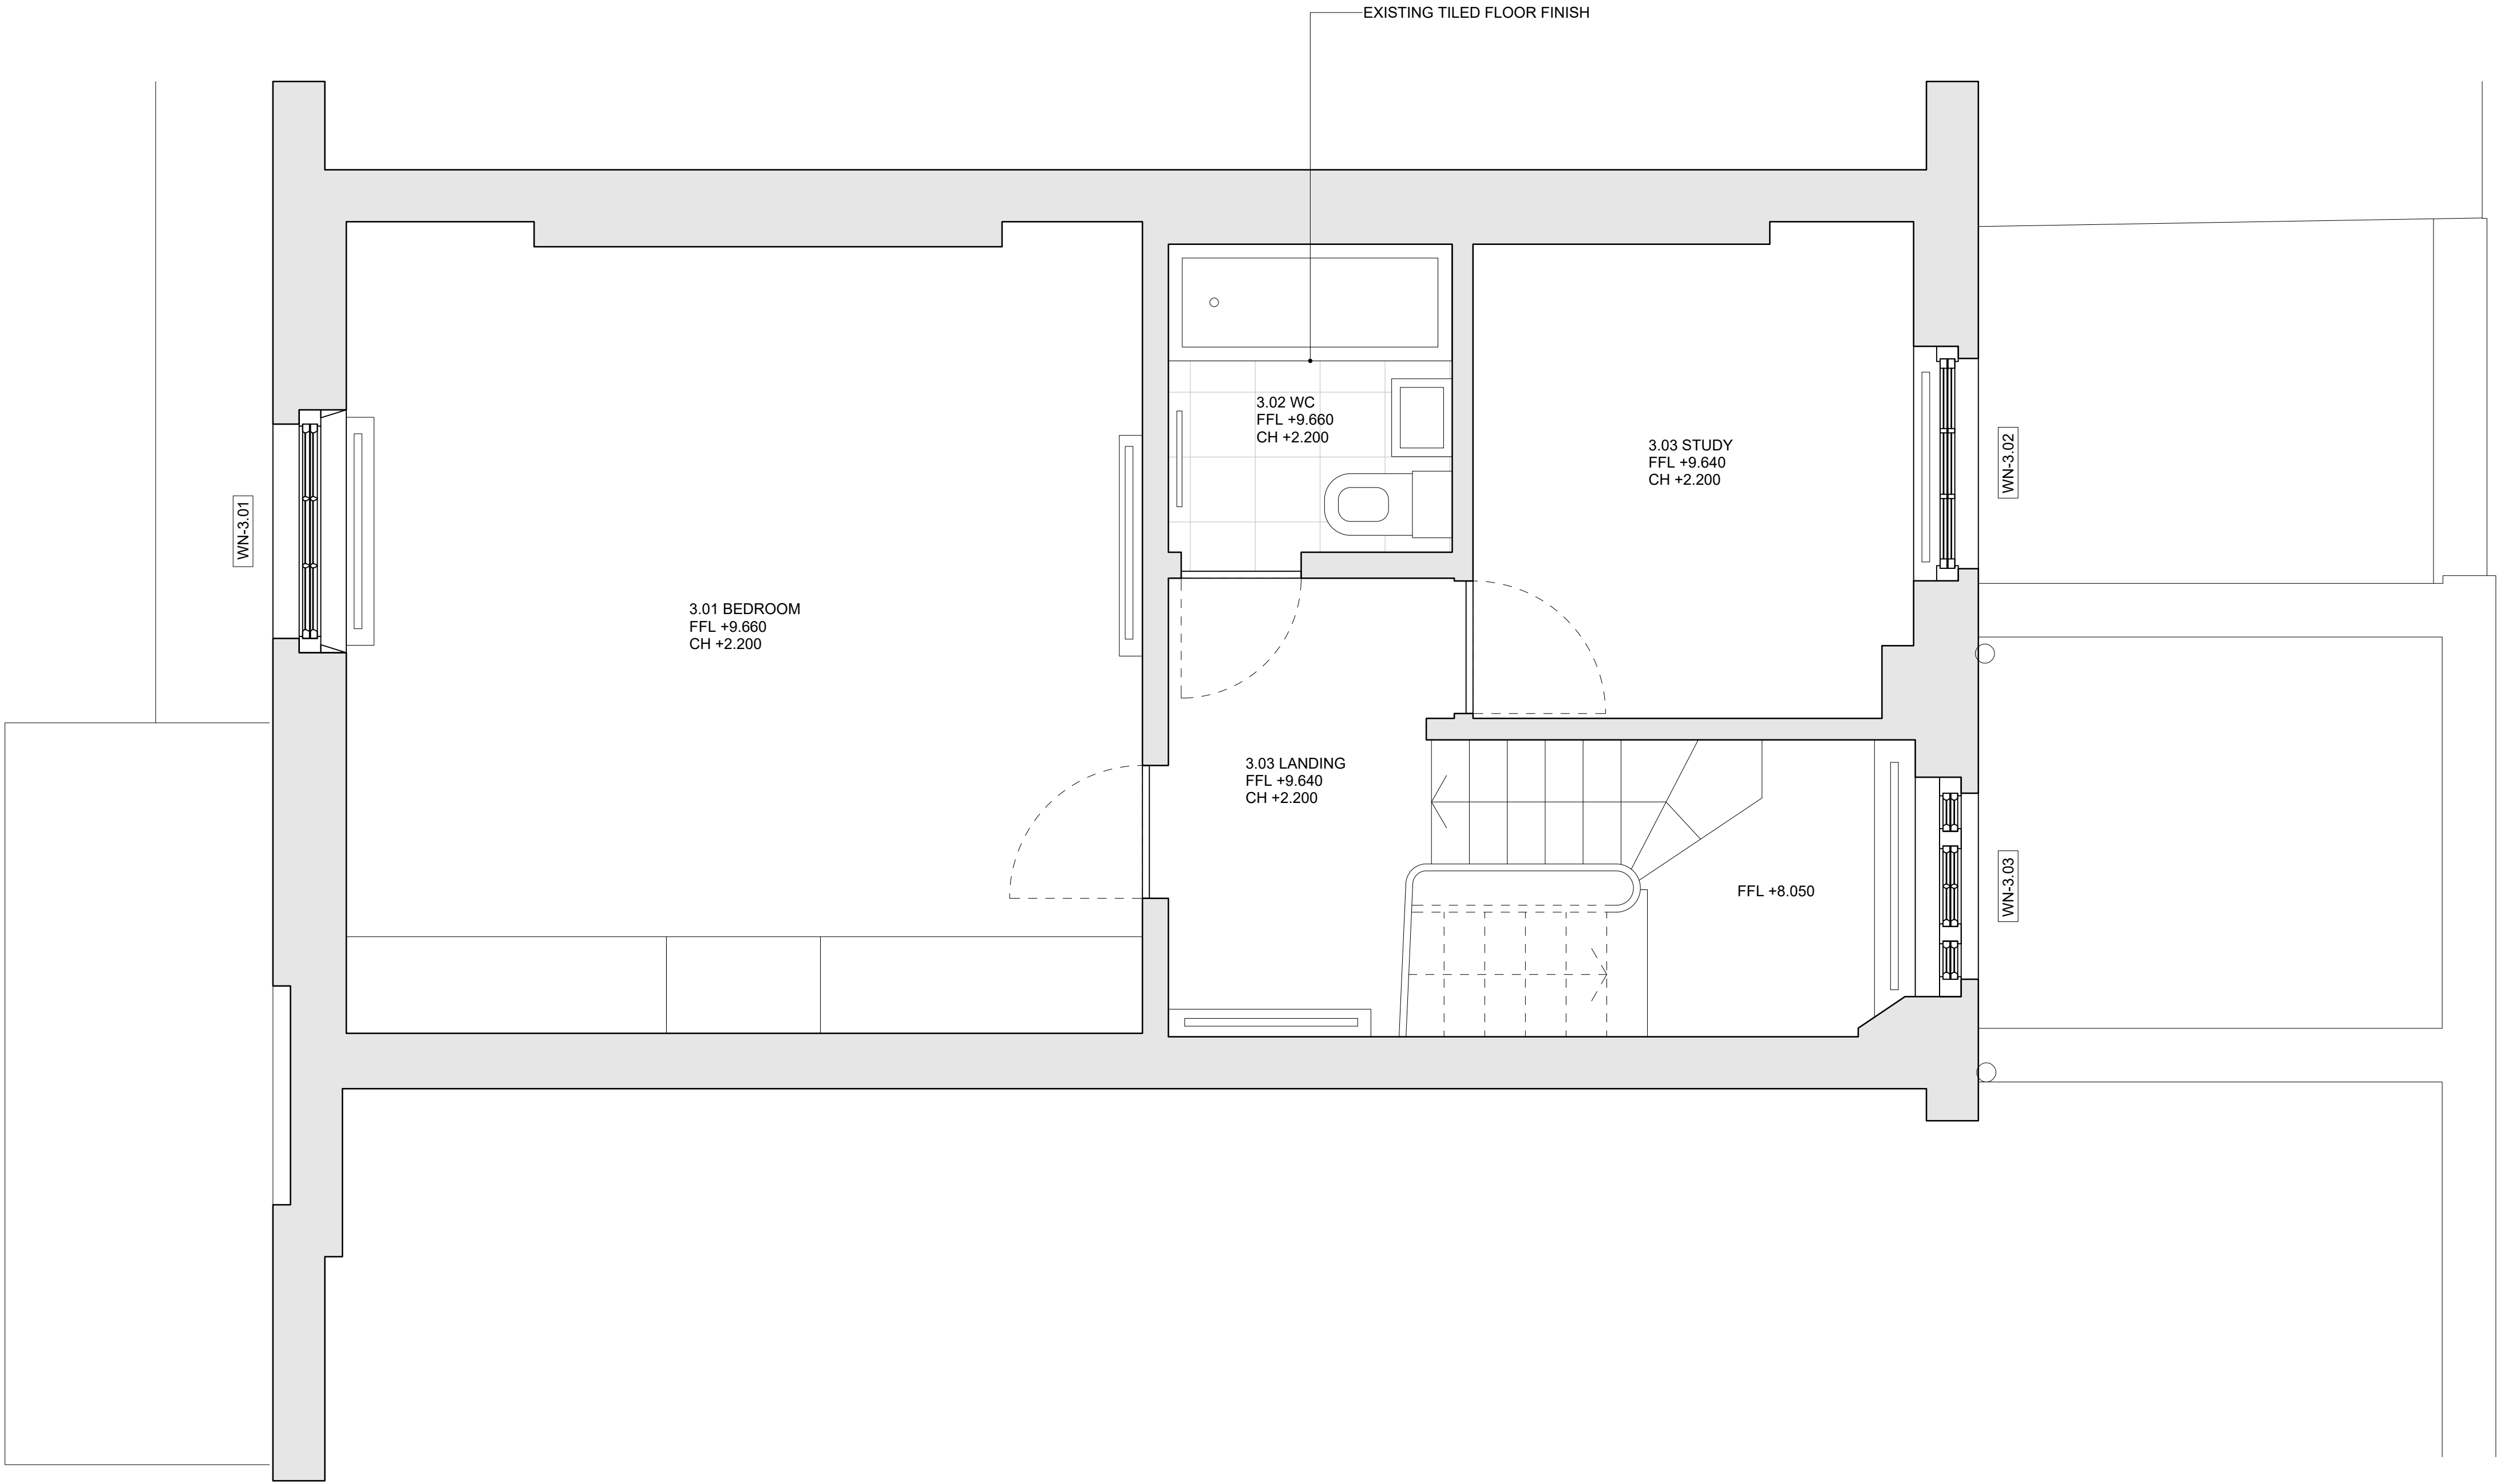 EXISTING TILED FLOOR FINISH
3.02 WC
FFL +9.660
CH +2.200
3.03 STUDY
FFL +9.640
CH +2.200
WN-3.01
WN-3.02
3.01 BEDROOM
FFL +9.660
CH +2.200
3.03 LANDING
FFL +9.640
CH +2.200
FFL +8.050
WN-3.03